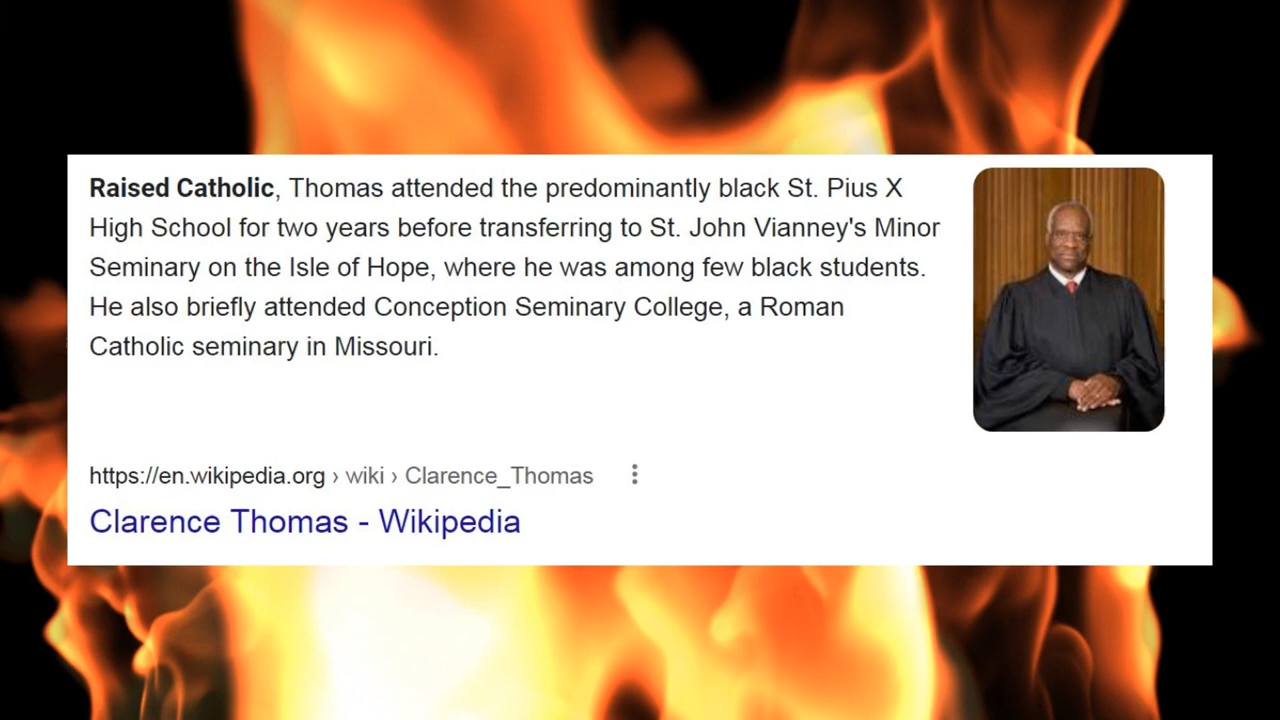 Raised Catholic, Thomas attended the predominantly black St. Pius X
High School for two years before transferring to St. John Vianney's Minor
Seminary on the Isle of Hope, where he was among few black students.
He also briefly attended Conception Seminary College, a Roman
Catholic seminary in Missouri.
https://en.wikipedia.org › wiki › Clarence_Thomas
Clarence Thomas - Wikipedia